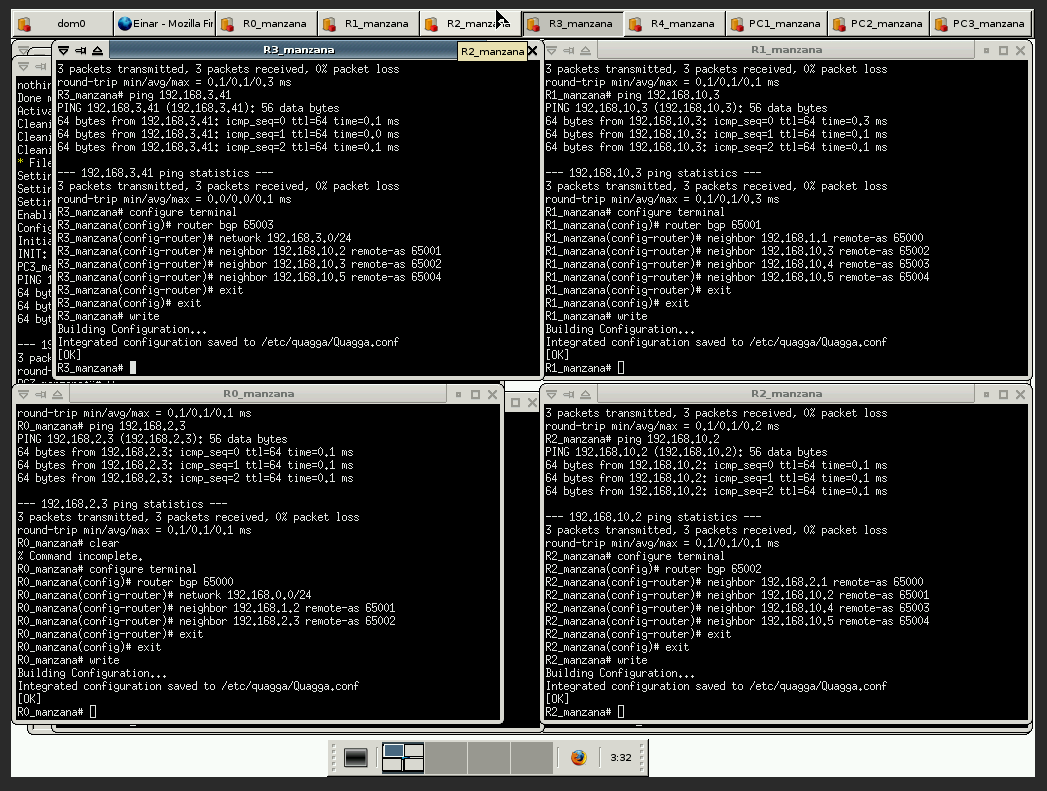 dom0
Einar - Mozilla Fir
R0_manzana
R1_manzana
R2_manzana
R3_manzana
R4_manzana
PC1_manzana
PC2_manzana
PC3_manzana
R2_manzana
nothin
Done
Activa
Cleani
Cleani
Cleani
* File
Settin
Settin
Settin
Enabli
Config
Initia
INIT:
PC3_ma
PING 1
64 byt
64 byt
64 byt
--- 19
3 pack
round-
R3_manzana
3 packets transmitted, 3 packets received, 0% packet loss
round-trip min/avg/max = 0.1/0.1/0.3 ms
R3_manzana# ping 192.168.3.41
PING 192.168.3.41 (192.168.3.41): 56 data bytes
64 bytes from 192.168.3.41: icmp_seq=0 ttl=64 time=0.1 ms
64 bytes from 192.168.3.41: icmp_seq=1 ttl=64 time=0.0 ms
64 bytes from 192.168.3.41: icmp_seq=2 ttl=64 time=0.1 ms
--- 192.168.3.41 ping statistics ---
3 packets transmitted, 3 packets received, 0% packet loss
round-trip min/avg/max = 0.0/0.0/0.1 ms
R3_manzana# configure terminal
R3_manzana(config)# router bgp 65003
R3_manzana(config-router)# network 192.168.3.0/24
R3_manzana(config-router)# neighbor 192.168.10.2 remote-as 65001
R3_manzana(config-router)# neighbor 192.168.10.3 remote-as 65002
R3_manzana(config-router)# neighbor 192.168.10.5 remote-as 65004
R3_manzana(config-router)# exit
R3_manzana(config)# exit
R3_manzana# write
Building Configuration...
Integrated configuration saved to /etc/quagga/Quagga.conf
[OK]
R3_manzana#
R1_manzana
3 packets transmitted, 3 packets received, 0% packet loss
round-trip min/avg/max = 0.1/0.1/0.1 ms
R1_manzana# ping 192.168.10.3
PING 192.168.10.3 (192.168.10.3): 56 data bytes
64 bytes from 192.168.10.3: icmp_seq=0 ttl=64 time=0.3 ms
64 bytes from 192.168.10.3: icmp_seq=1 ttl=64 time=0.1 ms
64 bytes from 192.168.10.3: icmp_seq=2 ttl=64 time=0.1 ms
--- 192.168.10.3 ping statistics ---
3 packets transmitted, 3 packets received, 0% packet loss
round-trip min/avg/max = 0.1/0.1/0.3 ms
R1_manzana# configure terminal
R1_manzana(config)# router bgp 65001
R1_manzana(config-router)# neighbor 192.168.1.1 remote-as 65000
R1_manzana(config-router)# neighbor 192.168.10.3 remote-as 65002
R1_manzana(config-router)# neighbor 192.168.10.4 remote-as 65003
R1_manzana(config-router)# neighbor 192.168.10.5 remote-as 65004
R1_manzana(config-router)# exit
R1_manzana(config)# exit
R1_manzana# write
Building Configuration...
Integrated configuration saved to /etc/quagga/Quagga.conf
[OK]
R1_manzana#
R0_manzana
round-trip min/avg/max = 0.1/0.1/0.1 ms
R0_manzana# ping 192.168.2.3
PING 192.168.2.3 (192.168.2.3): 56 data bytes
64 bytes from 192.168.2.3: icmp_seq=0 ttl=64 time=0.1 ms
64 bytes from 192.168.2.3: icmp_seq=1 ttl=64 time=0.1 ms
64 bytes from 192.168.2.3: icmp_seq=2 ttl=64 time=0.1 ms
--- 192.168.2.3 ping statistics ---
3 packets transmitted, 3 packets received, 0% packet loss
round-trip min/avg/max = 0.1/0.1/0.1 ms
R0_manzana# clear
% Command incomplete.
R0_manzana# configure terminal
R0_manzana(config)# router bgp 65000
R0_manzana(config-router)# network 192.168.0.0/24
R0_manzana(config-router)# neighbor 192.168.1.2 remote-as 65001
R0_manzana(config-router)# neighbor 192.168.2.3 remote-as 65002
R0_manzana(config-router)# exit
R0_manzana(config)# exit
R0_manzana# write
Building Configuration...
Integrated configuration saved to /etc/quagga/Quagga.conf
[OK]
R0_manzana#
R2_manzana
3 packets transmitted, 3 packets received, 0% packet loss
round-trip min/avg/max = 0.1/0.1/0.2 ms
R2_manzana# ping 192.168.10.2
PING 192.168.10.2 (192.168.10.2): 56 data bytes
64 bytes from 192.168.10.2: icmp_seq=0 ttl=64 time=0.1 ms
64 bytes from 192.168.10.2: icmp_seq=1 ttl=64 time=0.1 ms
64 bytes from 192.168.10.2: icmp_seq=2 ttl=64 time=0.1 ms
--- 192.168.10.2 ping statistics ---
3 packets transmitted, 3 packets received, 0% packet loss
round-trip min/avg/max = 0.1/0.1/0.1 ms
R2_manzana# configure terminal
R2_manzana(config)# router bgp 65002
R2_manzana(config-router)# neighbor 192.168.2.1 remote-as 65000
R2_manzana(config-router)# neighbor 192.168.10.2 remote-as 65001
R2_manzana(config-router)# neighbor 192.168.10.4 remote-as 65003
R2_manzana(config-router)# neighbor 192.168.10.5 remote-as 65004
R2_manzana(config-router)# exit
R2_manzana(config)# exit
R2_manzana# write
Building Configuration...
Integrated configuration saved to /etc/quagga/Quagga.conf
[OK]
R2_manzana#
3:32